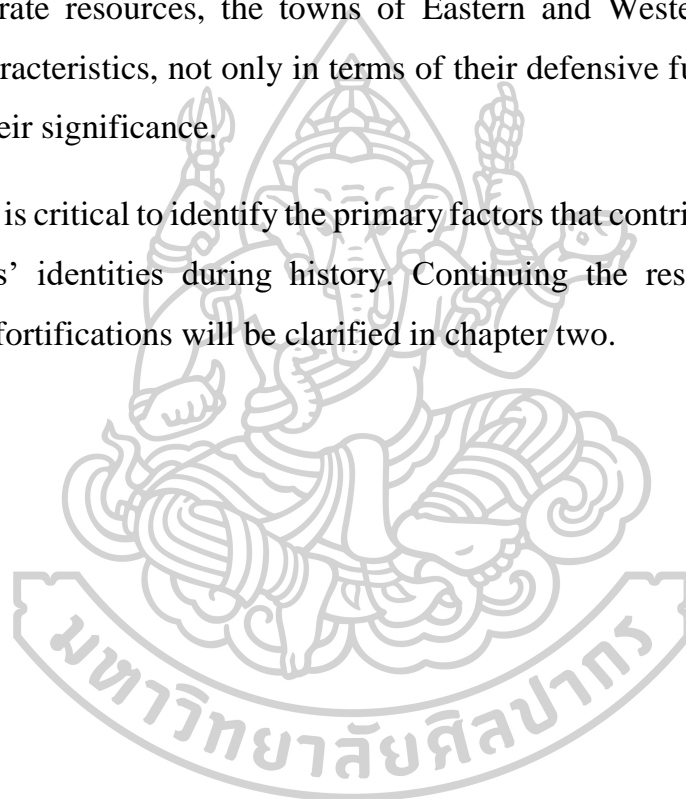 rate resources, the towns of Eastern and Weste
racteristics, not only in terms of their defensive fu
eir significance.
is critical to identify the primary factors that contri
s’ identities during history. Continuing the res
fortifications will be clarified in chapter two.
มหาวิทยาลัยศิลปากร